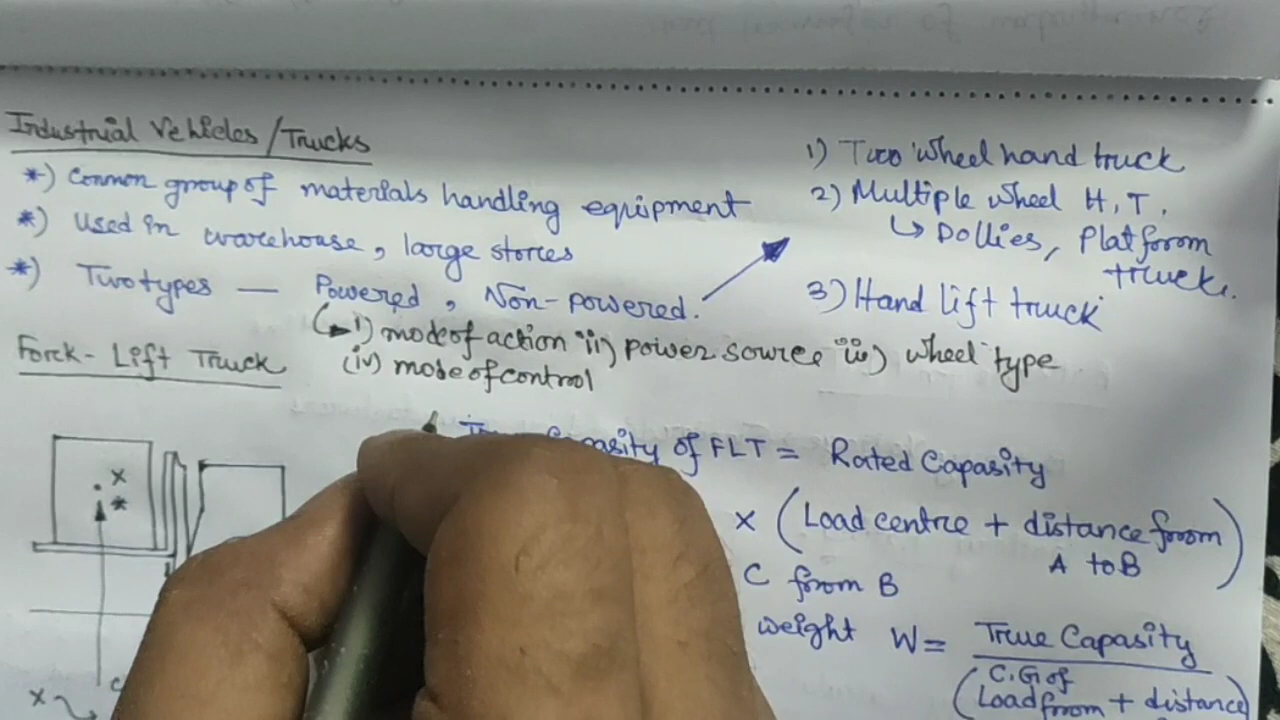 Industrial Vehicles/Trucks
*) Common group of materials handling equipment
*) Used in warehouse, large stores
*) Two types — Powered, Non-powered.
1) Two wheel hand truck
2) Multiple wheel H.T.
↳ Dollies, Platform
truck.
3) Hand lift truck
i) mode of action ii) power source iii) wheel type
(iv) mode of control
Fork-Lift Truck
of FLT = Rated Capasity
× (Load centre + distance from
A to B)
C from B
weight W = True Capasity
(C.G of
Load from + distance
X
*
X